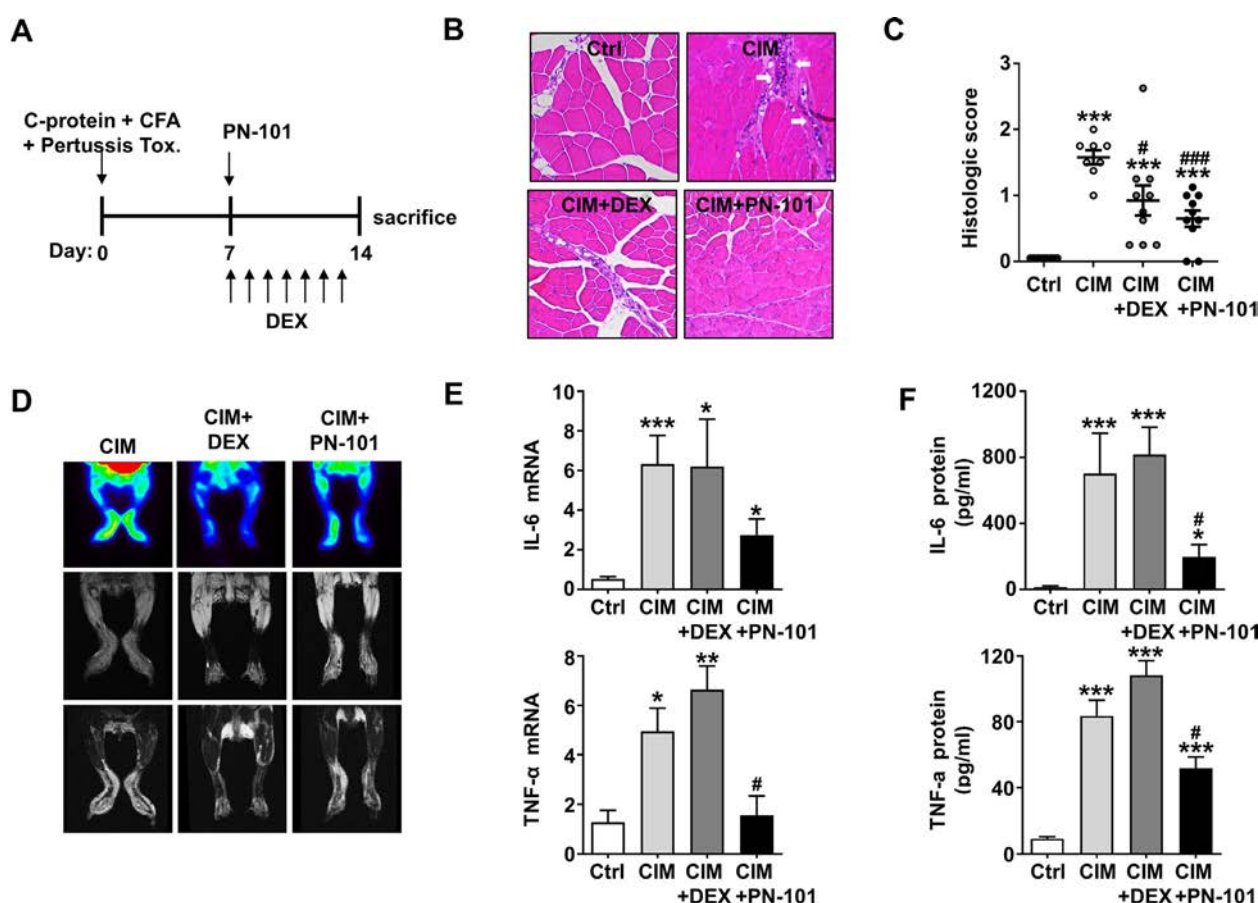 A
C-protein + CFA
+ Pertussis Tox.
PN-101
sacrifice
Day: 0 7 14
DEX
B
Ctrl
CIM
CIM+DEX
CIM+PN-101
C
Histologic score
3
2
1
0
***
#
***
###
***
Ctrl CIM CIM CIM
+DEX +PN-101
D
CIM
CIM+
DEX
CIM+
PN-101
E
IL-6 mRNA
10
8
6
4
2
0
***
*
*
Ctrl CIM CIM CIM
+DEX +PN-101
TNF-α mRNA
8
6
4
2
0
*
**
#
Ctrl CIM CIM CIM
+DEX +PN-101
F
IL-6 protein
(pg/ml)
1200
800
400
0
***
***
#
*
Ctrl CIM CIM CIM
+DEX +PN-101
TNF-a protein
(pg/ml)
120
80
40
0
***
***
#
***
Ctrl CIM CIM CIM
+DEX +PN-101